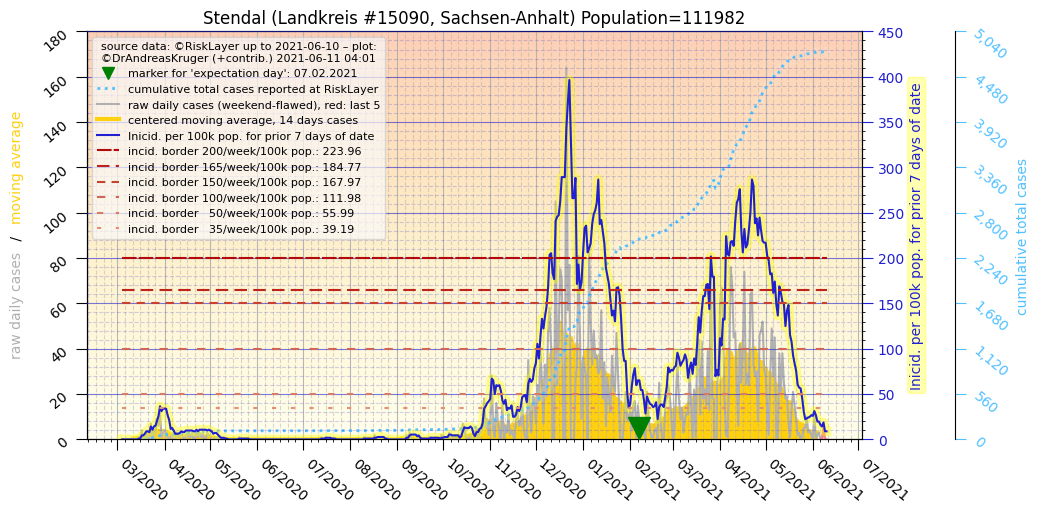 Stendal (Landkreis #15090, Sachsen-Anhalt) Population=111982
source data: ©RiskLayer up to 2021-06-10 – plot:
©DrAndreasKruger (+contrib.) 2021-06-11 04:01
marker for 'expectation day': 07.02.2021
cumulative total cases reported at RiskLayer
raw daily cases (weekend-flawed), red: last 5
centered moving average, 14 days cases
Inicid. per 100k pop. for prior 7 days of date
incid. border 200/week/100k pop.: 223.96
incid. border 165/week/100k pop.: 184.77
incid. border 150/week/100k pop.: 167.97
incid. border 100/week/100k pop.: 111.98
incid. border 50/week/100k pop.: 55.99
incid. border 35/week/100k pop.: 39.19
raw daily cases / moving average
180
160
140
120
100
80
60
40
20
0
450
400
350
300
250
200
150
100
50
0
Inicid. per 100k pop. for prior 7 days of date
5,040
4,480
3,920
3,360
2,800
2,240
1,680
1,120
560
0
cumulative total cases
03/2020
04/2020
05/2020
06/2020
07/2020
08/2020
09/2020
10/2020
11/2020
12/2020
01/2021
02/2021
03/2021
04/2021
05/2021
06/2021
07/2021